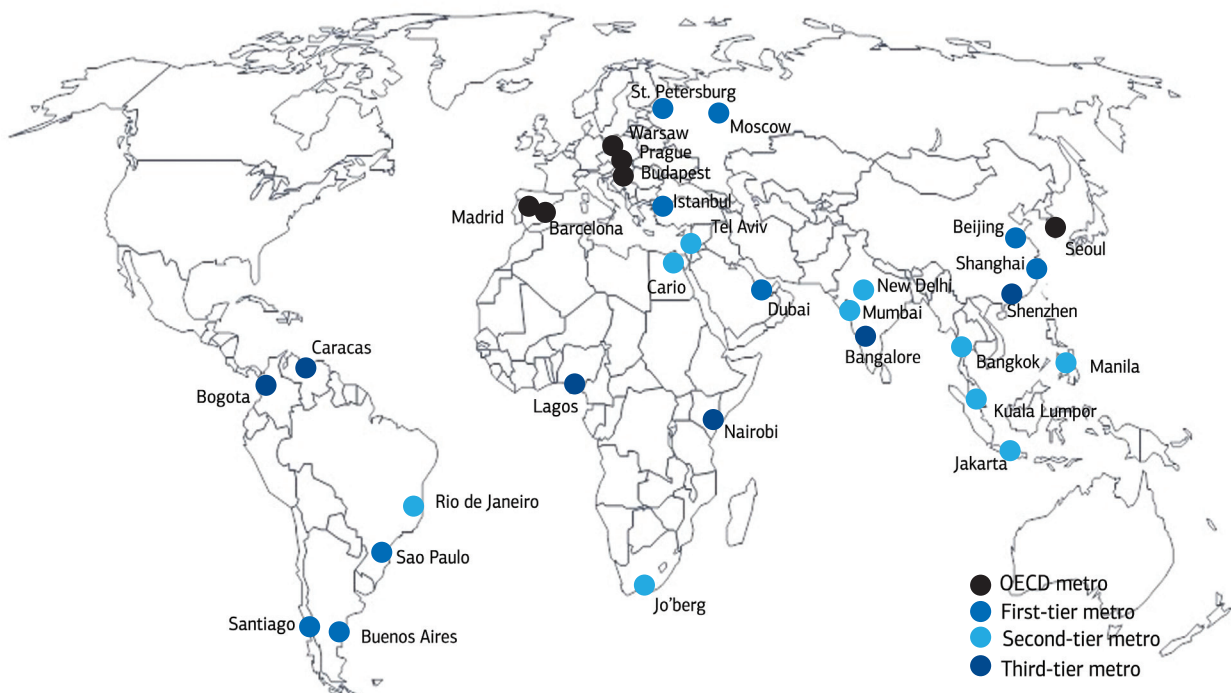 St. Petersburg
Moscow
Warsaw
Prague
Budapest
Istanbul
Madrid
Barcelona
Tel Aviv
Cario
Dubai
New Delhi
Mumbai
Bangalore
Beijing
Seoul
Shanghai
Shenzhen
Bangkok
Manila
Kuala Lumpor
Jakarta
Caracas
Bogota
Lagos
Nairobi
Rio de Janeiro
Sao Paulo
Jo'berg
Santiago
Buenos Aires
OECD metro
First-tier metro
Second-tier metro
Third-tier metro